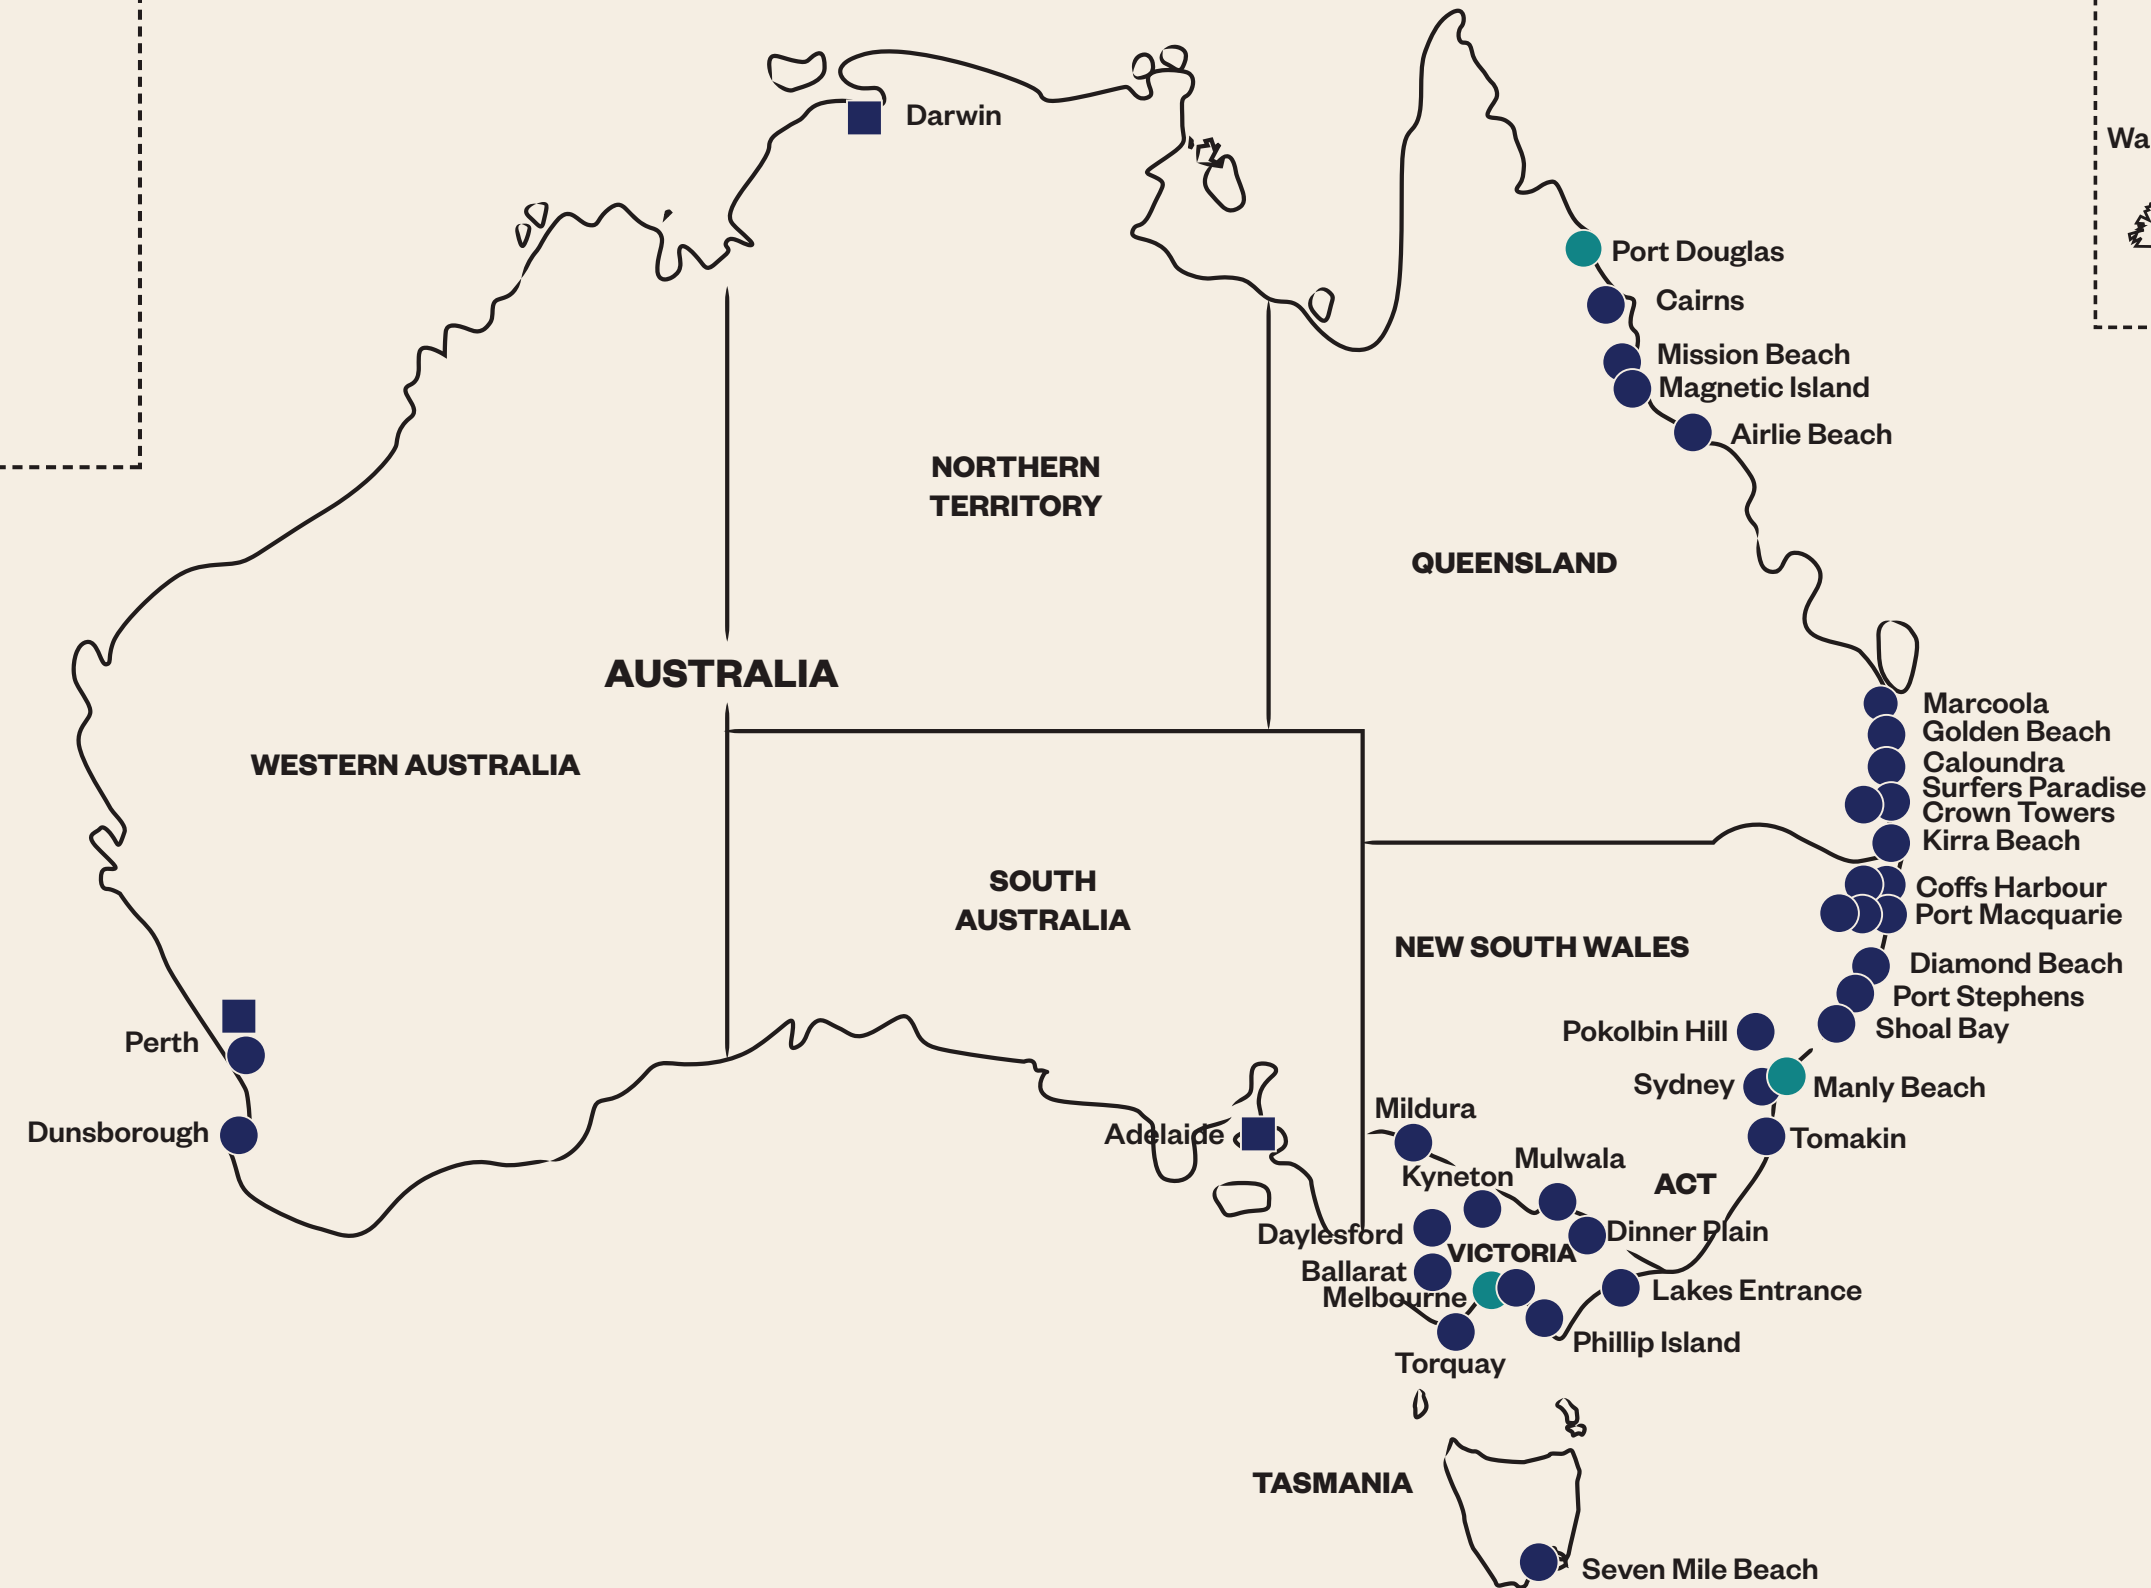 Darwin
Wa
Port Douglas
Cairns
Mission Beach
Magnetic Island
Airlie Beach
NORTHERN
TERRITORY
QUEENSLAND
AUSTRALIA
Marcoola
Golden Beach
Caloundra
Surfers Paradise
Crown Towers
Kirra Beach
WESTERN AUSTRALIA
SOUTH
AUSTRALIA
Coffs Harbour
Port Macquarie
NEW SOUTH WALES
Diamond Beach
Port Stephens
Pokolbin Hill
Shoal Bay
Perth
Sydney
Manly Beach
Dunsborough
Adelaide
Mildura
Tomakin
Mulwala
Kyneton
ACT
Daylesford
Dinner Plain
VICTORIA
Ballarat
Melbourne
Lakes Entrance
Phillip Island
Torquay
TASMANIA
Seven Mile Beach